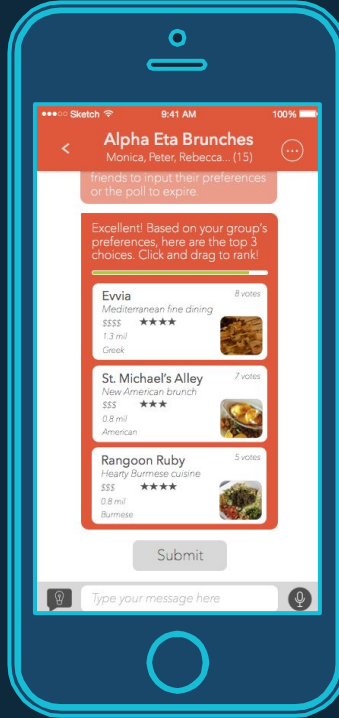 Sketch 9:41 AM 100%
Alpha Eta Brunches
Monica, Peter, Rebecca... (15)
friends to input their preferences
or the poll to expire.
Excellent! Based on your group's
preferences, here are the top 3
choices. Click and drag to rank!
Evvia 8 votes
Mediterranean fine dining
$$$$ ★★★★
1.3 mil
Greek
St. Michael's Alley 7 votes
New American brunch
$$$ ★★★
0.8 mil
American
Rangoon Ruby 5 votes
Hearty Burmese cuisine
$$$ ★★★★
0.8 mil
Burmese
Submit
Type your message here